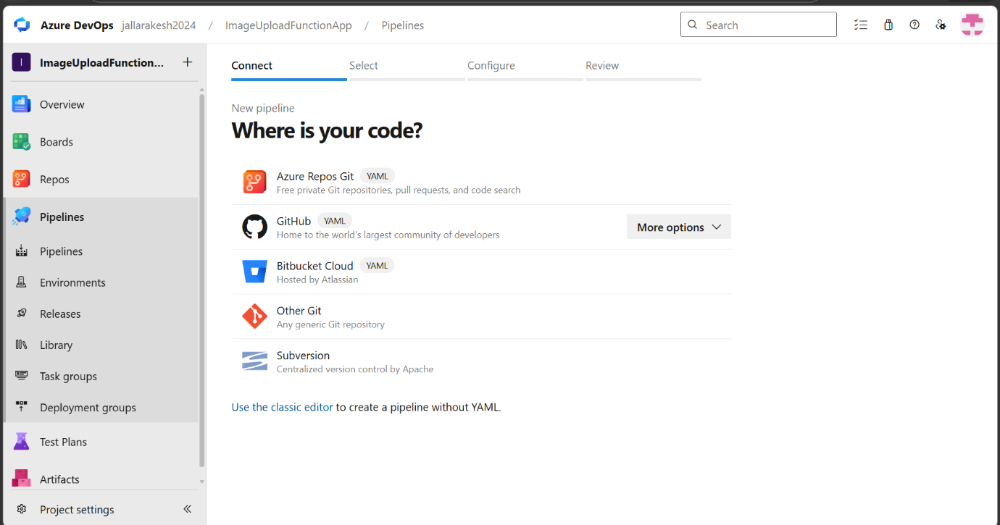 Azure DevOps jallarakesh2024 / ImageUploadFunctionApp / Pipelines Search
I ImageUploadFunction... +
Overview
Boards
Repos
Pipelines
Pipelines
Environments
Releases
Library
Task groups
Deployment groups
Test Plans
Artifacts
Project settings
Connect Select Configure Review
New pipeline
Where is your code?
Azure Repos Git YAML
Free private Git repositories, pull requests, and code search
GitHub YAML
Home to the world's largest community of developers
More options
Bitbucket Cloud YAML
Hosted by Atlassian
Other Git
Any generic Git repository
Subversion
Centralized version control by Apache
Use the classic editor to create a pipeline without YAML.